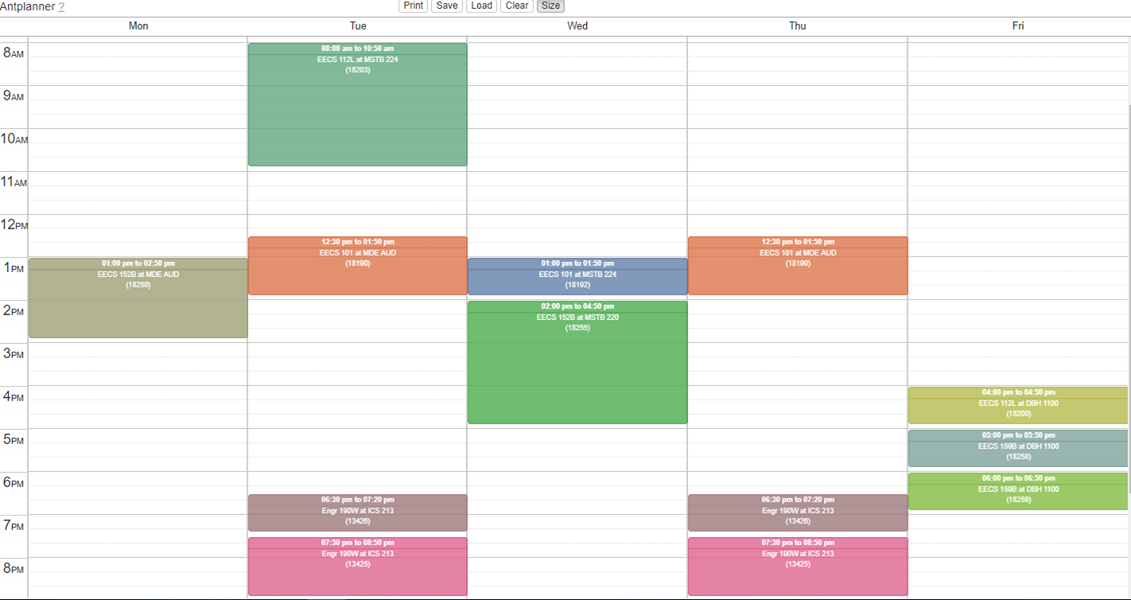 Antplanner ?
Print Save Load Clear Size
Mon Tue Wed Thu Fri
8AM
08:00 am to 10:50 am
EECS 112L at MSTB 224
(18203)
9AM
10AM
11AM
12PM
12:30 pm to 01:50 pm
EECS 101 at MDE AUD
(18190)
12:30 pm to 01:50 pm
EECS 101 at MDE AUD
(18190)
1PM
01:00 pm to 02:50 pm
EECS 152B at MDE AUD
(18250)
01:00 pm to 01:50 pm
EECS 101 at MSTB 224
(18192)
2PM
02:00 pm to 04:50 pm
EECS 152B at MSTB 220
(18255)
3PM
4PM
04:00 pm to 04:50 pm
EECS 112L at DBH 1100
(18200)
5PM
05:00 pm to 05:50 pm
EECS 159B at DBH 1100
(18258)
6PM
06:00 pm to 06:50 pm
EECS 159B at DBH 1100
(18259)
06:30 pm to 07:20 pm
Engr 190W at ICS 213
(13426)
06:30 pm to 07:20 pm
Engr 190W at ICS 213
(13426)
7PM
07:30 pm to 08:50 pm
Engr 190W at ICS 213
(13425)
07:30 pm to 08:50 pm
Engr 190W at ICS 213
(13425)
8PM